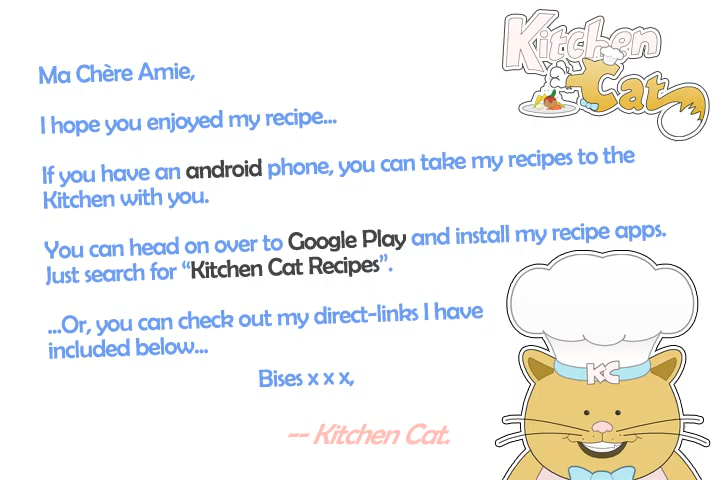 Kitchen
Cat
Ma Chère Amie,
I hope you enjoyed my recipe...
If you have an android phone, you can take my recipes to the
Kitchen with you.
You can head on over to Google Play and install my recipe apps.
Just search for “Kitchen Cat Recipes”.
...Or, you can check out my direct-links I have
included below...
Bises x x x,
-- Kitchen Cat.
KC